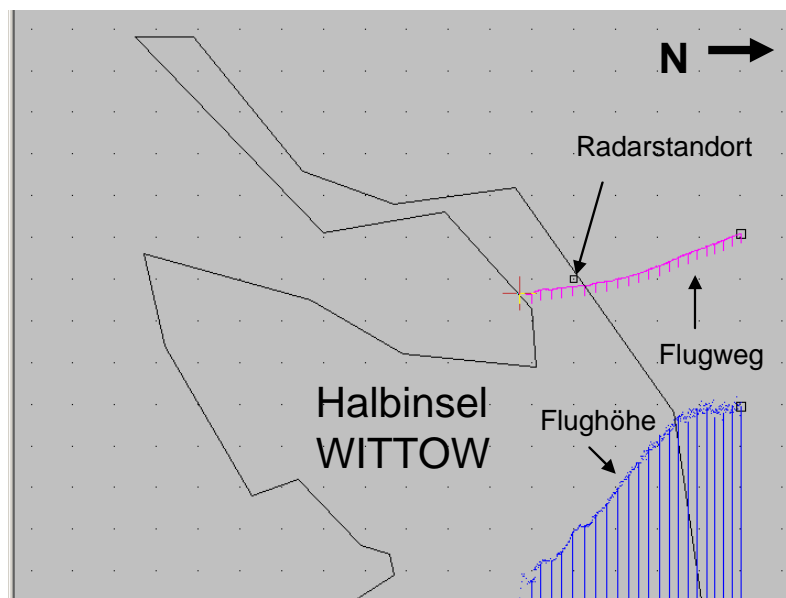 N
Radarstandort
Flugweg
Halbinsel
WITTOW
Flughöhe